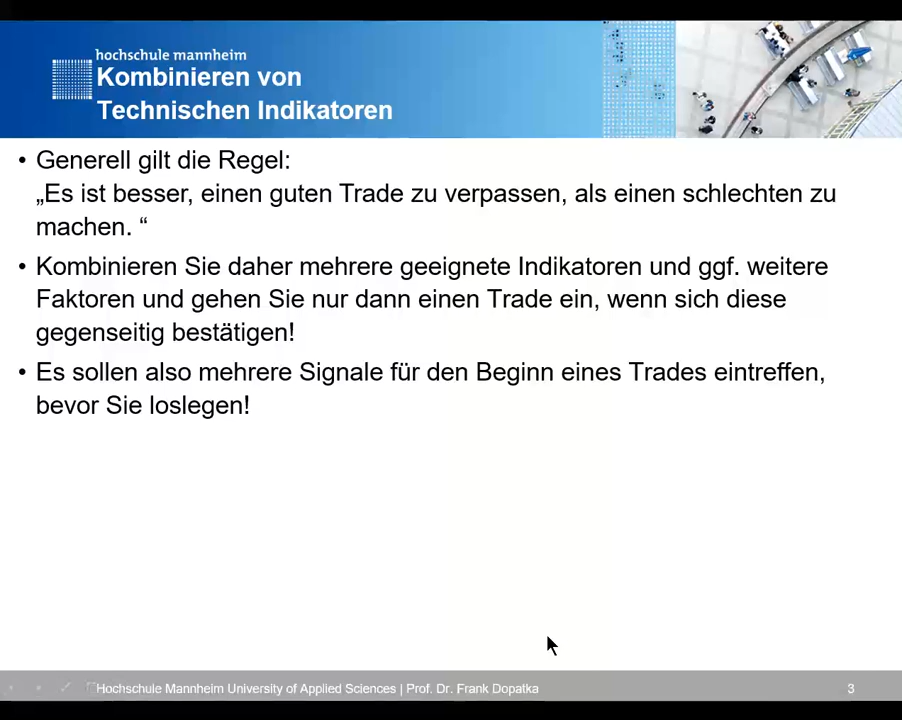 hochschule mannheim
Kombinieren von
Technischen Indikatoren
• Generell gilt die Regel:
„Es ist besser, einen guten Trade zu verpassen, als einen schlechten zu
machen. “
• Kombinieren Sie daher mehrere geeignete Indikatoren und ggf. weitere
Faktoren und gehen Sie nur dann einen Trade ein, wenn sich diese
gegenseitig bestätigen!
• Es sollen also mehrere Signale für den Beginn eines Trades eintreffen,
bevor Sie loslegen!
Hochschule Mannheim University of Applied Sciences | Prof. Dr. Frank Dopatka
3